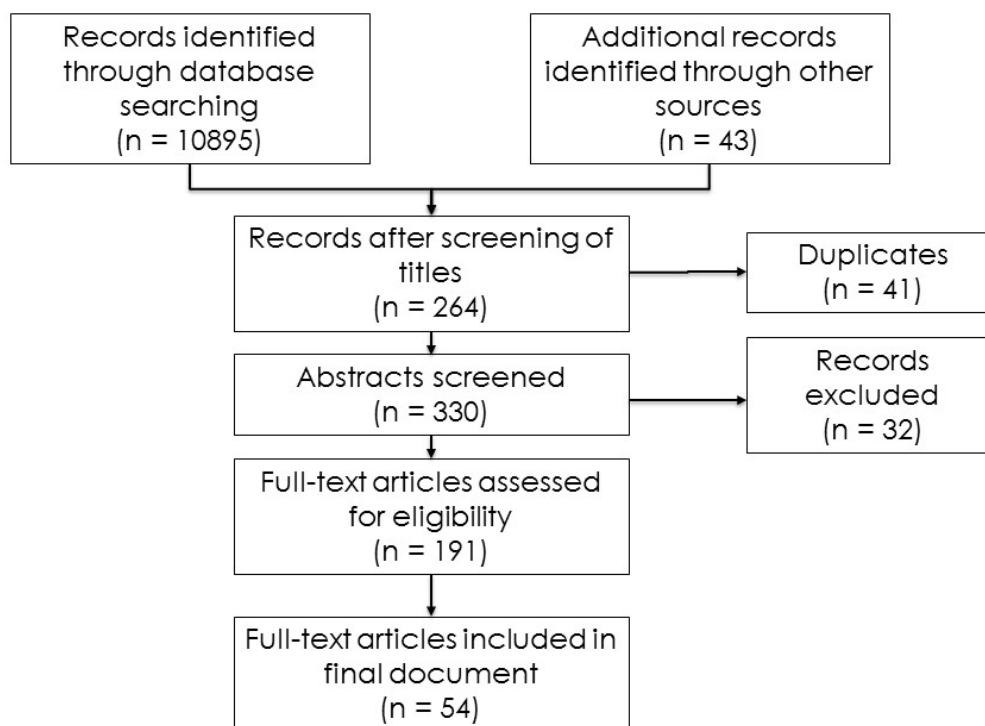 Records identified
through database
searching
(n = 10895)
Additional records
identified through other
sources
(n = 43)
Records after screening of
titles
(n = 264)
Duplicates
(n = 41)
Abstracts screened
(n = 330)
Records
excluded
(n = 32)
Full-text articles assessed
for eligibility
(n = 191)
Full-text articles included in
final document
(n = 54)